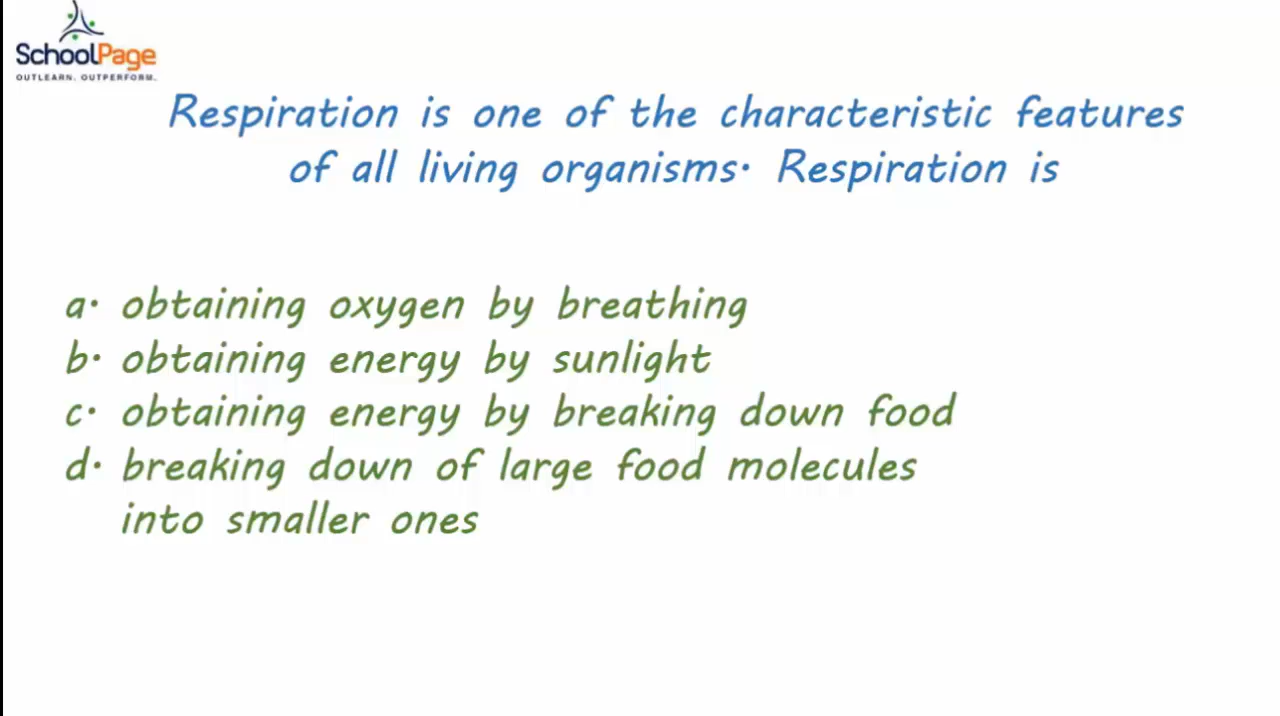 SchoolPage
OUTLEARN. OUTPERFORM.
Respiration is one of the characteristic features
of all living organisms. Respiration is
a. obtaining oxygen by breathing
b. obtaining energy by sunlight
c. obtaining energy by breaking down food
d. breaking down of large food molecules
into smaller ones